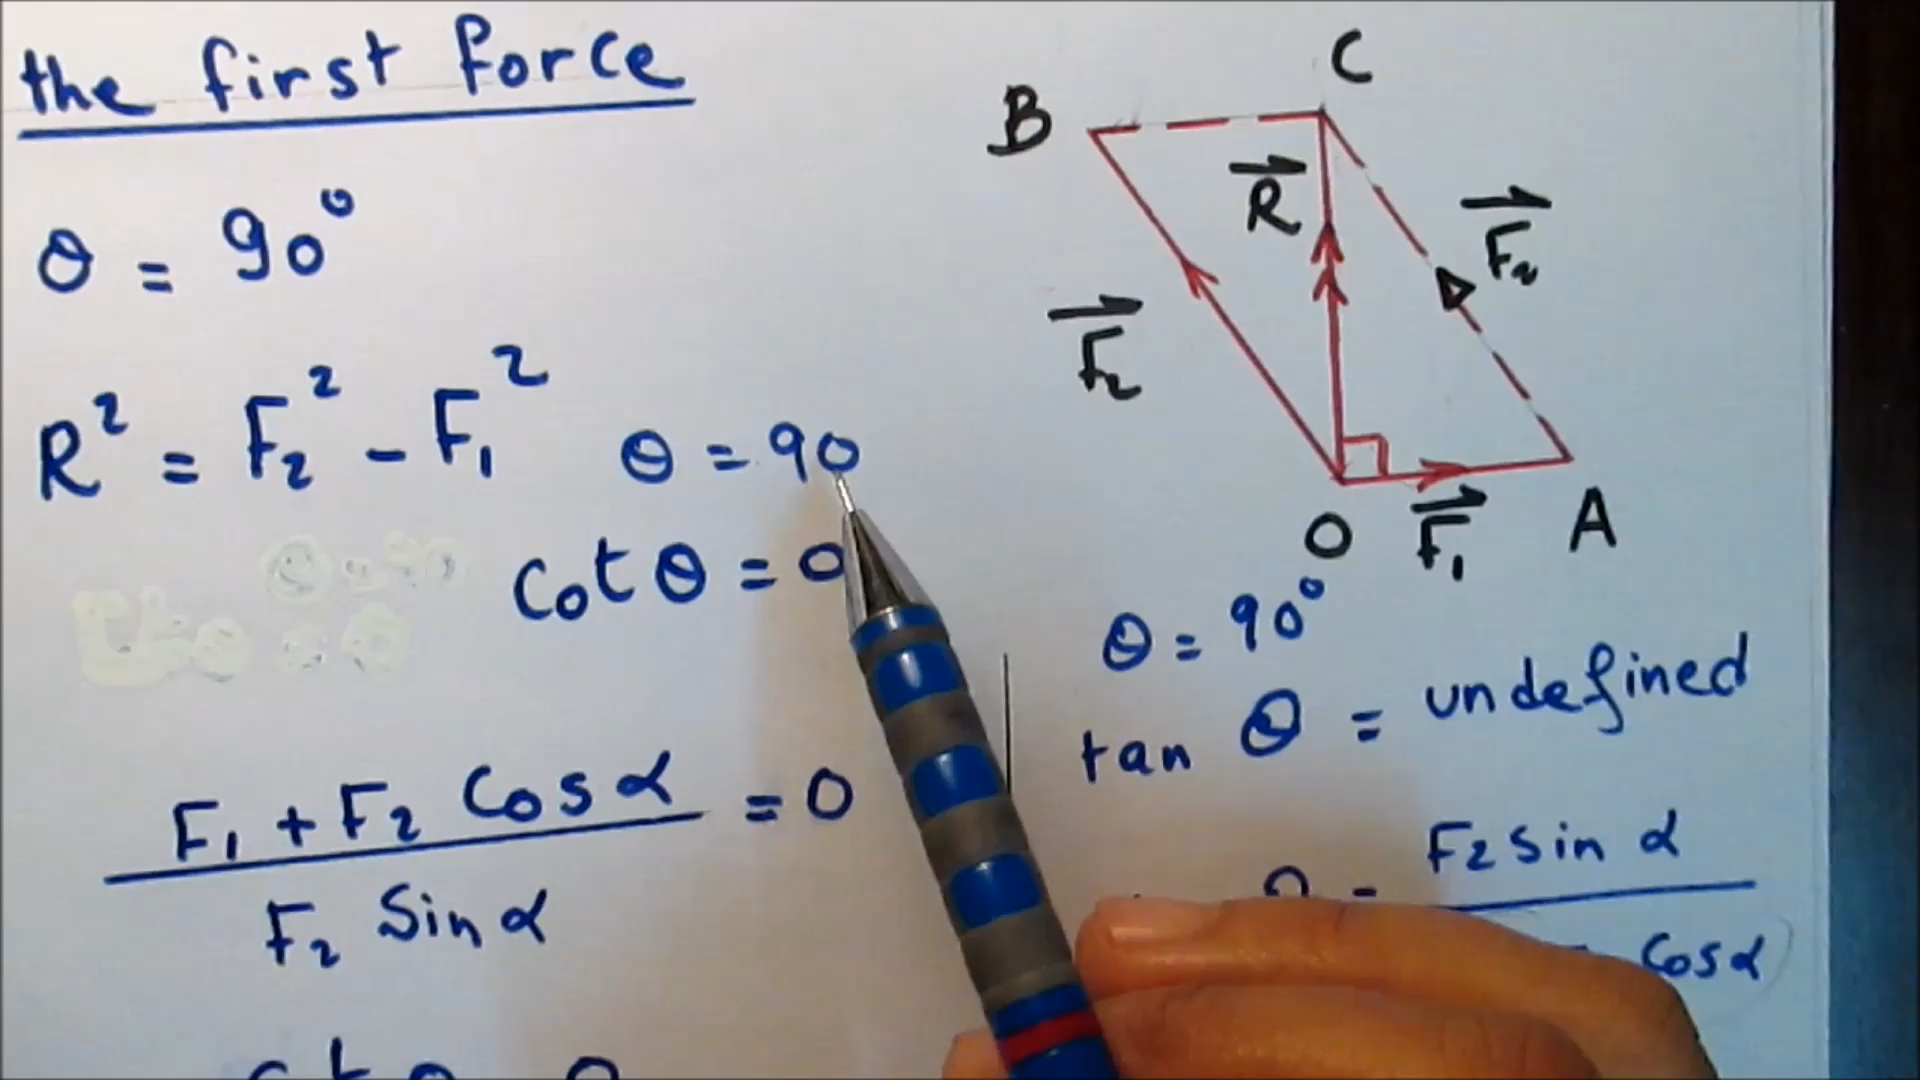 the first force
θ = 90°
R² = F₂² - F₁²
θ = 90
Cot θ = 0
F₁ + F₂ Cos α = 0
F₂ Sin α
C
B
R
F₂
F₂
O
F₁
A
θ = 90°
tan θ = undefined
F₂ sin α
Cos α